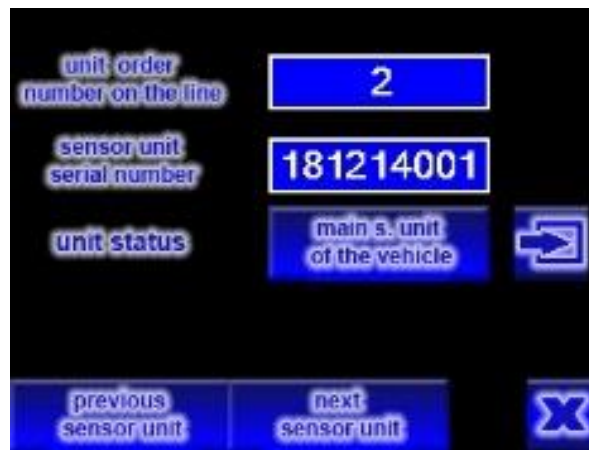 unit order
number on the line
2
sensor unit
serial number
181214001
unit status
main s. unit
of the vehicle
previous
sensor unit
next
sensor unit
X